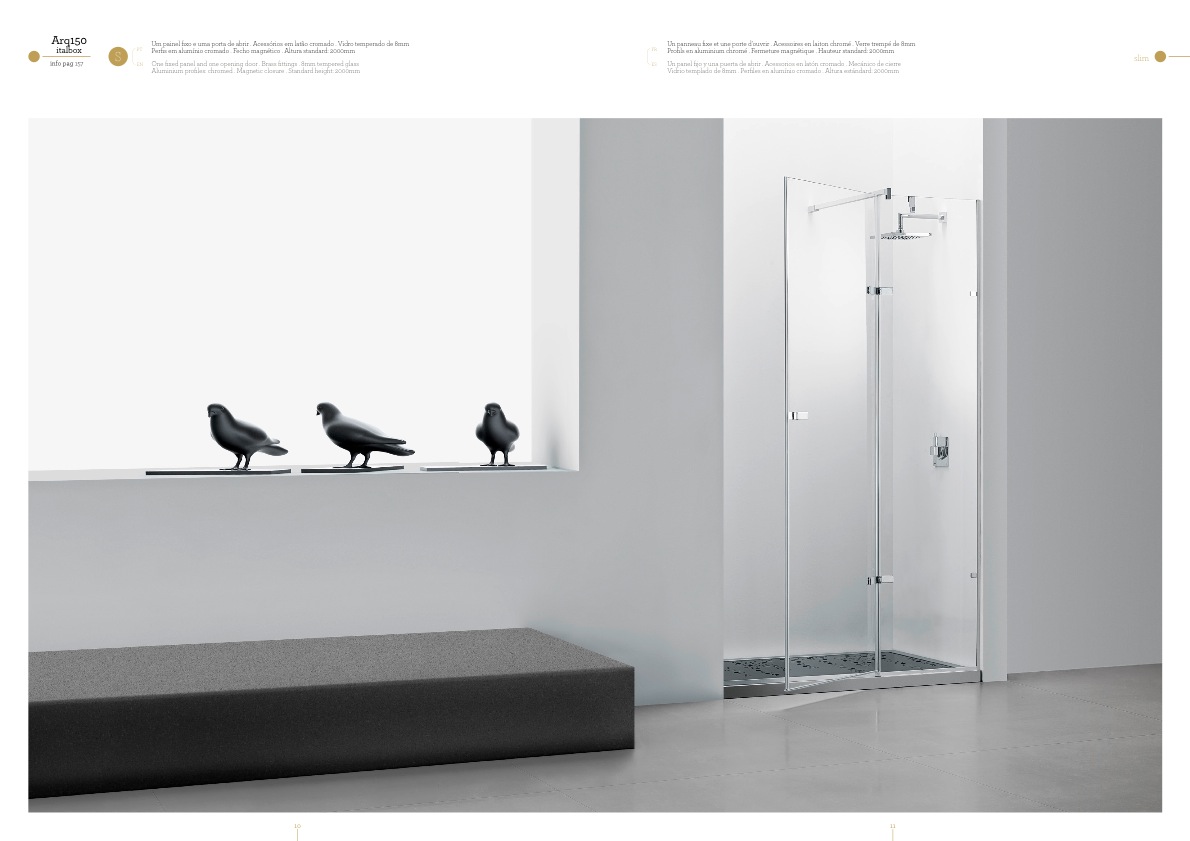 Arq150
italbox
info pag 157
S
PT
Um painel fixo e uma porta de abrir . Acessórios em latão cromado . Vidro temperado de 8mm
Perfis em alumínio cromado . Fecho magnético . Altura standard: 2000mm
EN
One fixed panel and one opening door . Brass fittings . 8mm tempered glass
Aluminium profiles: chromed . Magnetic closure . Standard height: 2000mm
Un panneau fixe et une porte d'ouvrir . Acessoires en laiton chromé . Verre trempé de 8mm
Profils en aluminium chromé . Fermeture magnétique . Hauteur standard: 2000mm
ES
Un panel fijo y una puerta de abrir . Acessorios en latón cromado . Mecánico de cierre
Vidrio templado de 8mm . Perfiles en aluminio cromado . Altura estándard: 2000mm
slim
10
11